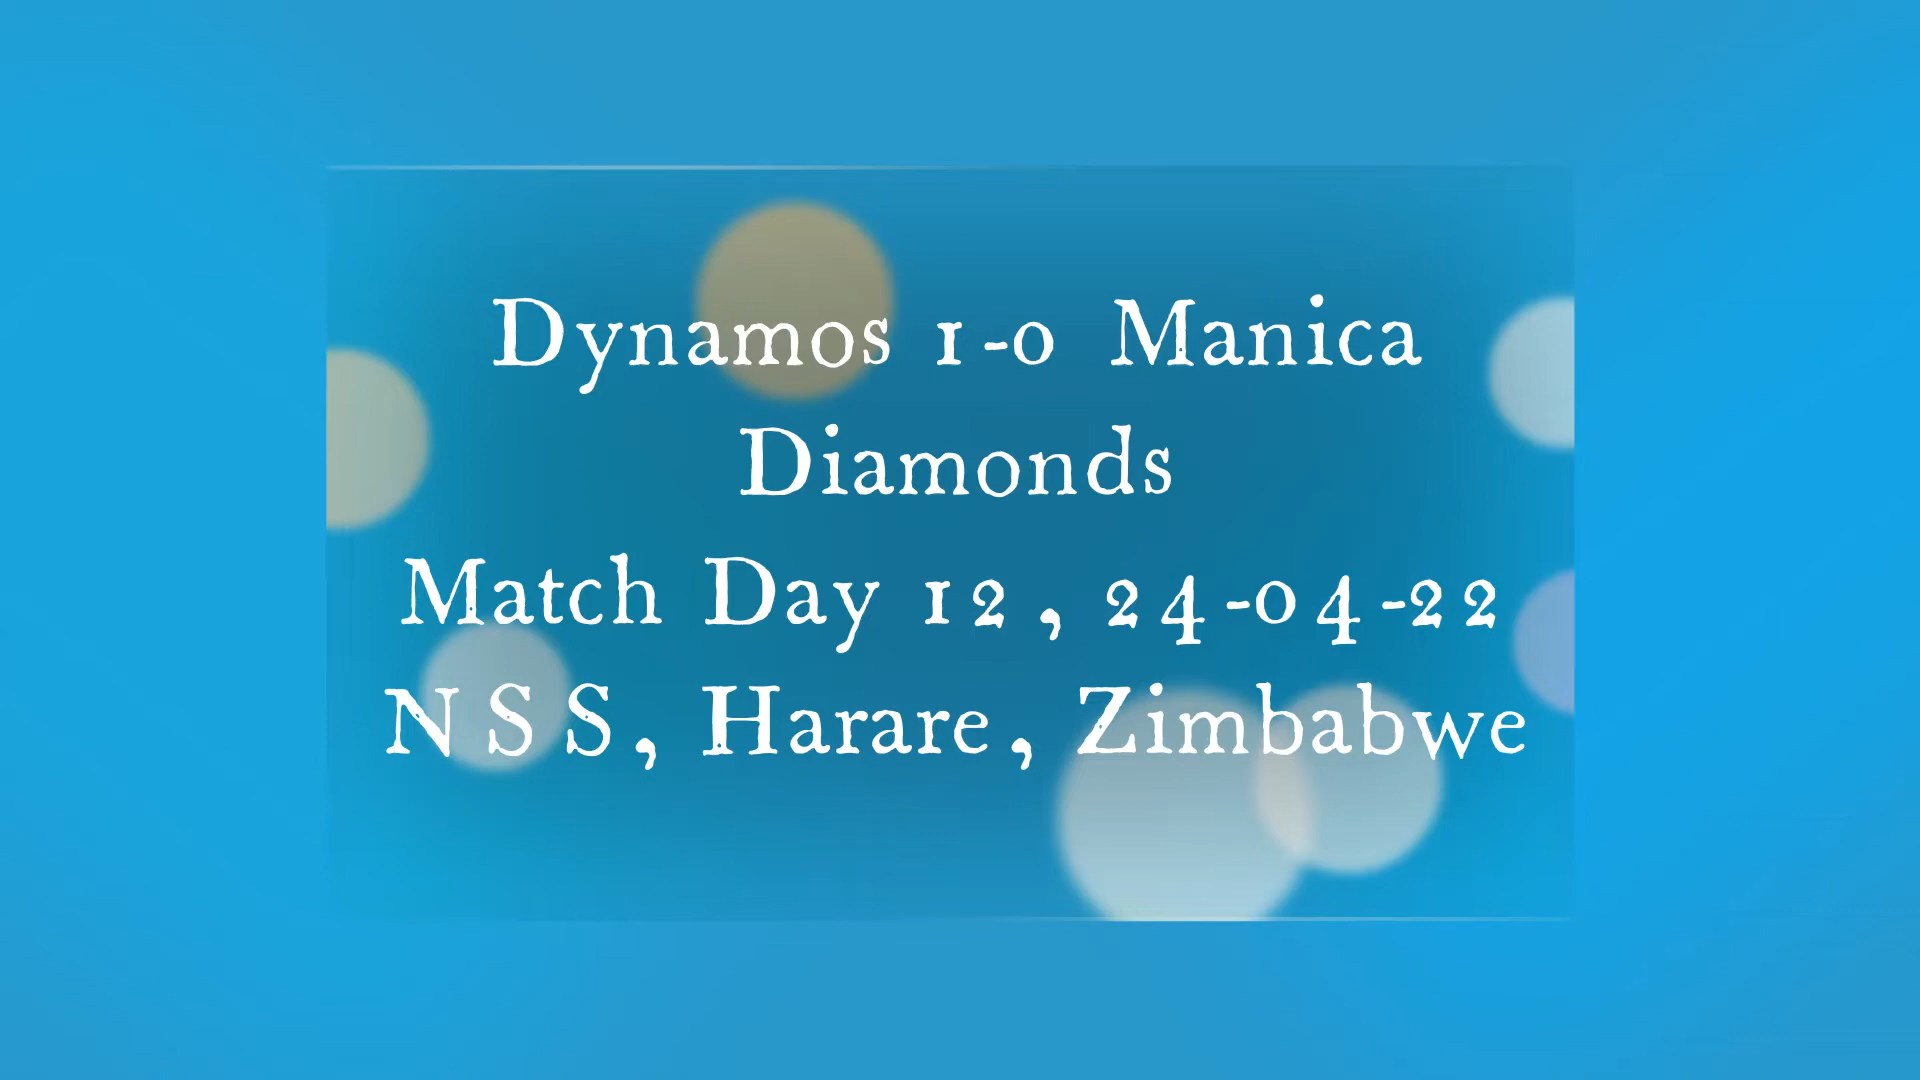 Dynamos 1-0 Manica
Diamonds
Match Day 12, 24-04-22
NSS, Harare, Zimbabwe